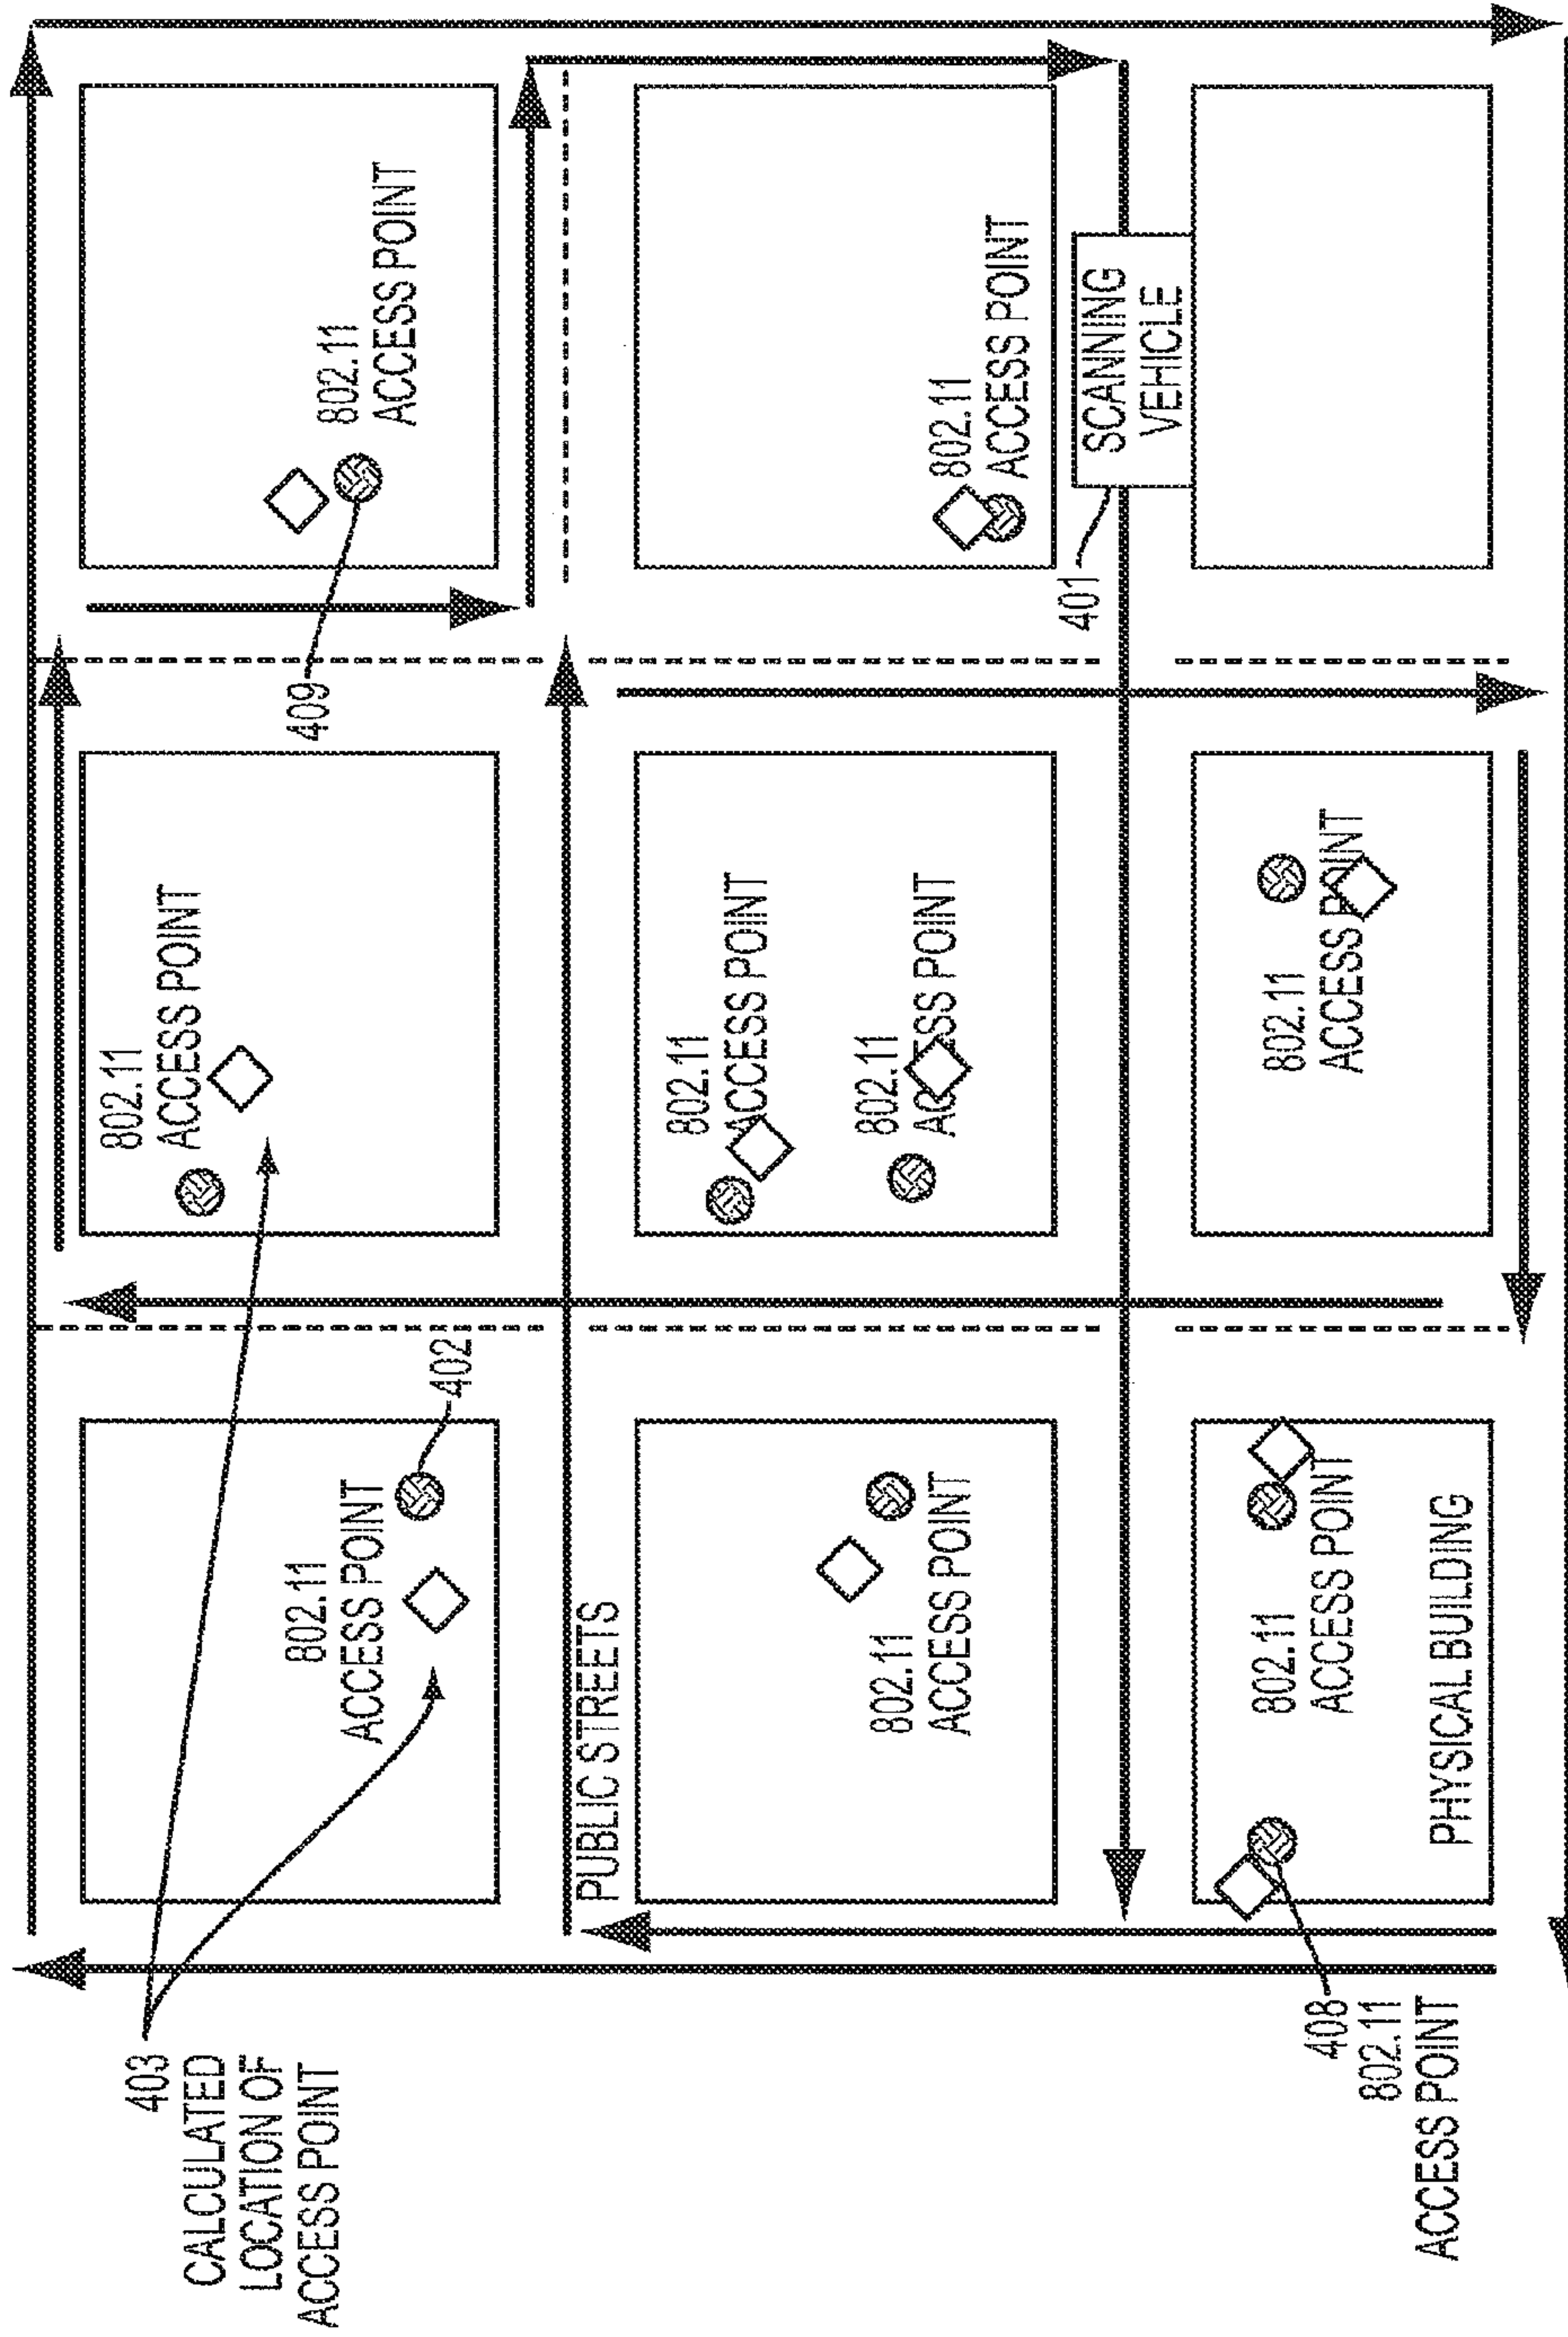 403
CALCULATED
LOCATION OF
ACCESS POINT
802.11
ACCESS POINT
402
802.11
ACCESS POINT
409
802.11
ACCESS POINT
PUBLIC STREETS
802.11
ACCESS POINT
802.11
ACCESS POINT
802.11
ACCESS POINT
802.11
ACCESS POINT
401
SCANNING
VEHICLE
408
802.11
ACCESS POINT
802.11
ACCESS POINT
PHYSICAL BUILDING
802.11
ACCESS POINT